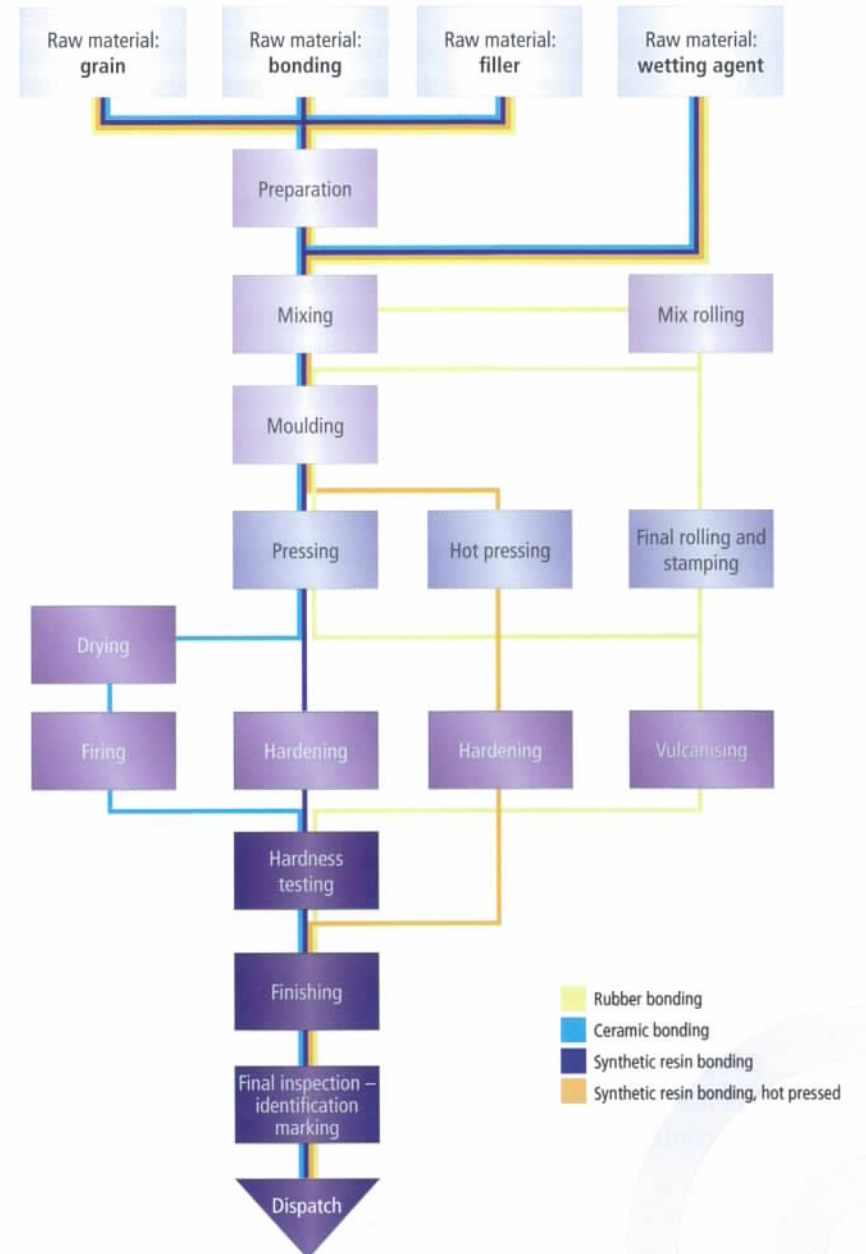 Raw material:
grain
Raw material:
bonding
Raw material:
filler
Raw material:
wetting agent
Preparation
Mixing
Mix rolling
Moulding
Pressing
Hot pressing
Final rolling and
stamping
Drying
Firing
Hardening
Hardening
Vulcanising
Hardness
testing
Finishing
Rubber bonding
Ceramic bonding
Synthetic resin bonding
Synthetic resin bonding, hot pressed
Final inspection –
identification
marking
Dispatch